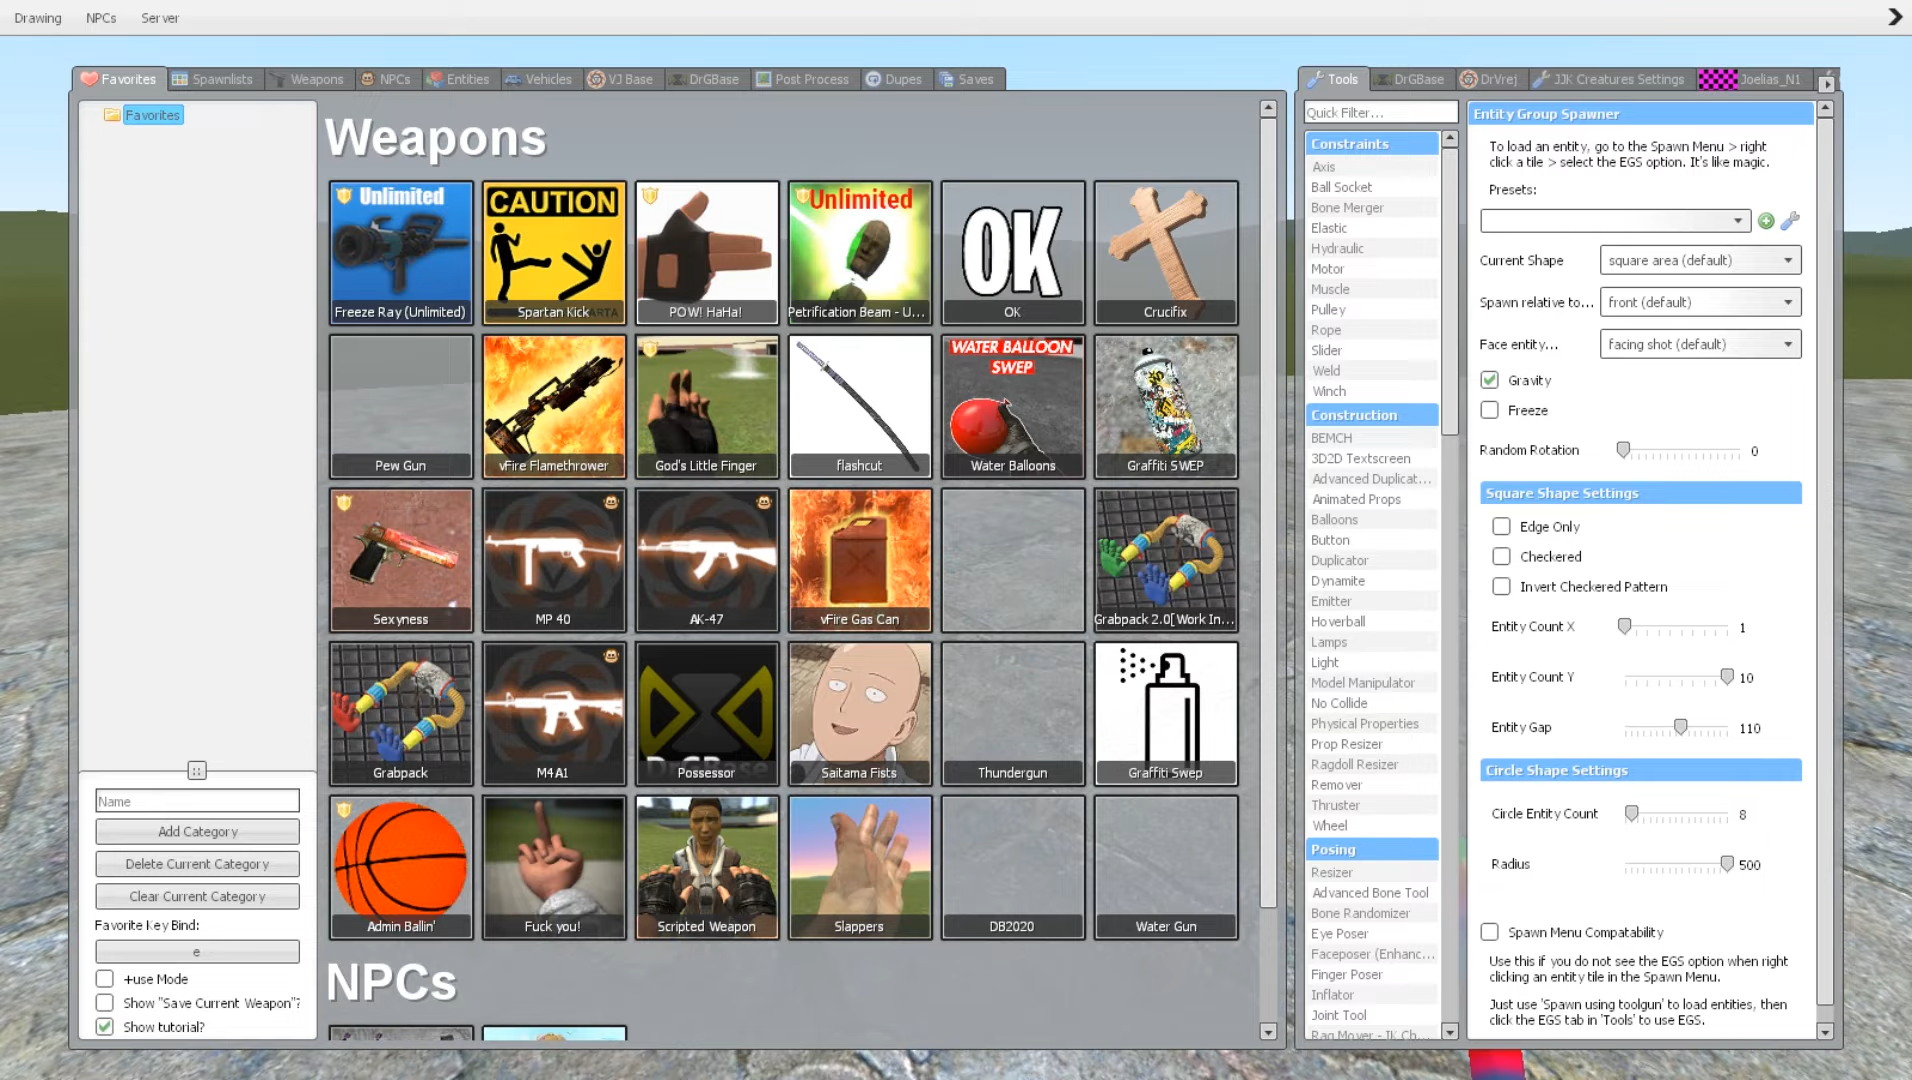 Drawing NPCs Server
Favorites Spawnlists Weapons NPCs Entities Vehicles VJ Base DrGBase Post Process Dupes Saves
Favorites
Weapons
Unlimited
Freeze Ray (Unlimited)
CAUTION
Spartan Kick
POW! HaHa!
Unlimited
Petrification Beam - U...
OK
OK
Crucifix
Pew Gun
vFire Flamethrower
God's Little Finger
flashcut
WATER BALLOON
SWEP
Water Balloons
Graffiti SWEP
Sexyness
MP 40
AK-47
vFire Gas Can
Grabpack 2.0[ Work In...
Grabpack
M4A1
DrGBase
Possessor
Saitama Fists
Thundergun
Graffiti Swep
Admin Ballin'
Fuck you!
Scripted Weapon
Slappers
DB2020
Water Gun
NPCs
Name
Add Category
Delete Current Category
Clear Current Category
Favorite Key Bind:
e
+use Mode
Show "Save Current Weapon"?
Show tutorial?
Tools DrGBase DrVrej JJK Creatures Settings Joelias_N1
Quick Filter...
Constraints
Axis
Ball Socket
Bone Merger
Elastic
Hydraulic
Motor
Muscle
Pulley
Rope
Slider
Weld
Winch
Construction
BEMCH
3D2D Textscreen
Advanced Duplicat...
Animated Props
Balloons
Button
Duplicator
Dynamite
Emitter
Hoverball
Lamps
Light
Model Manipulator
No Collide
Physical Properties
Prop Resizer
Ragdoll Resizer
Remover
Thruster
Wheel
Posing
Resizer
Advanced Bone Tool
Bone Randomizer
Eye Poser
Faceposer (Enhanc...
Finger Poser
Inflator
Joint Tool
Rag Mover - IK Ch...
Entity Group Spawner
To load an entity, go to the Spawn Menu > right
click a tile > select the EGS option. It's like magic.
Presets:
Current Shape square area (default)
Spawn relative to... front (default)
Face entity... facing shot (default)
Gravity
Freeze
Random Rotation 0
Square Shape Settings
Edge Only
Checkered
Invert Checkered Pattern
Entity Count X 1
Entity Count Y 10
Entity Gap 110
Circle Shape Settings
Circle Entity Count 8
Radius 500
Spawn Menu Compatability
Use this if you do not see the EGS option when right
clicking an entity tile in the Spawn Menu.
Just use 'Spawn using toolgun' to load entities, then
click the EGS tab in 'Tools' to use EGS.